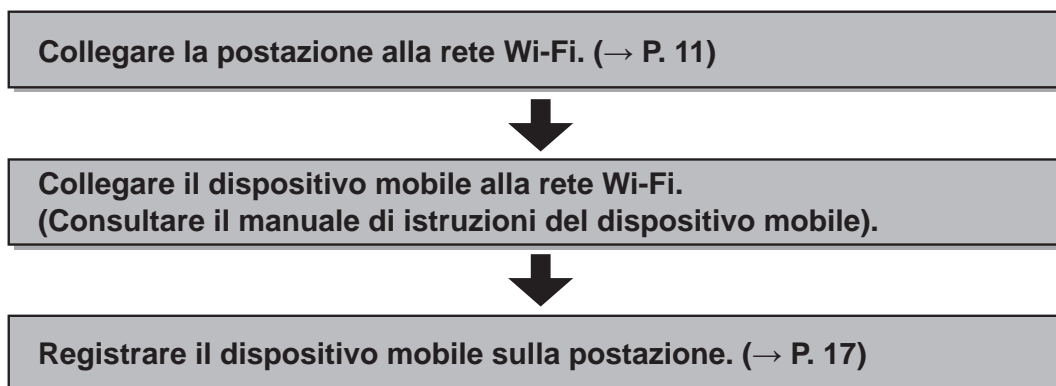 Collegare la postazione alla rete Wi-Fi. (→ P. 11)
Collegare il dispositivo mobile alla rete Wi-Fi.
(Consultare il manuale di istruzioni del dispositivo mobile).
Registrare il dispositivo mobile sulla postazione. (→ P. 17)